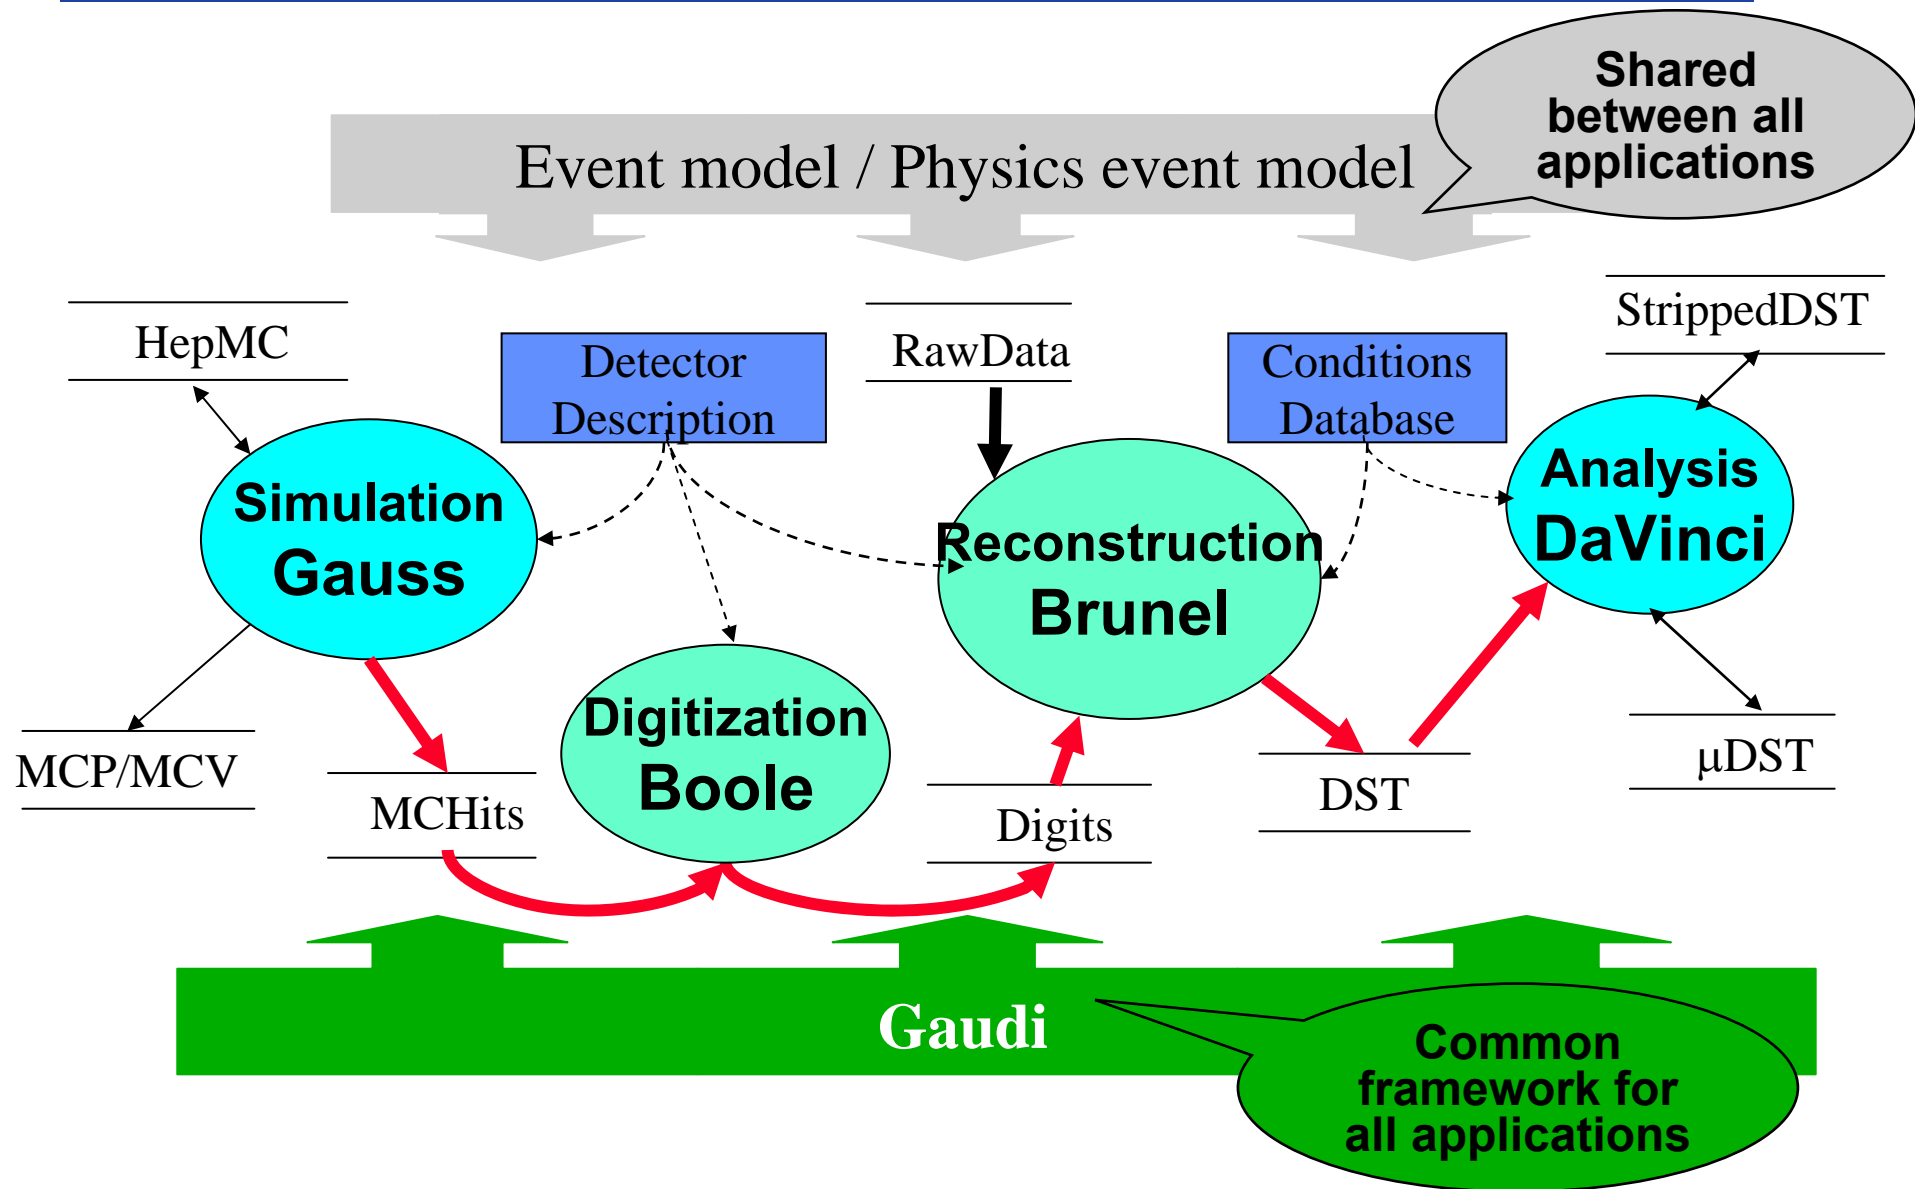 Shared
between all
applications
Event model / Physics event model
HepMC
Detector
Description
RawData
Conditions
Database
StrippedDST
Simulation
Gauss
Reconstruction
Brunel
Analysis
DaVinci
MCP/MCV
MCHits
Digitization
Boole
Digits
DST
μDST
Gaudi
Common
framework for
all applications